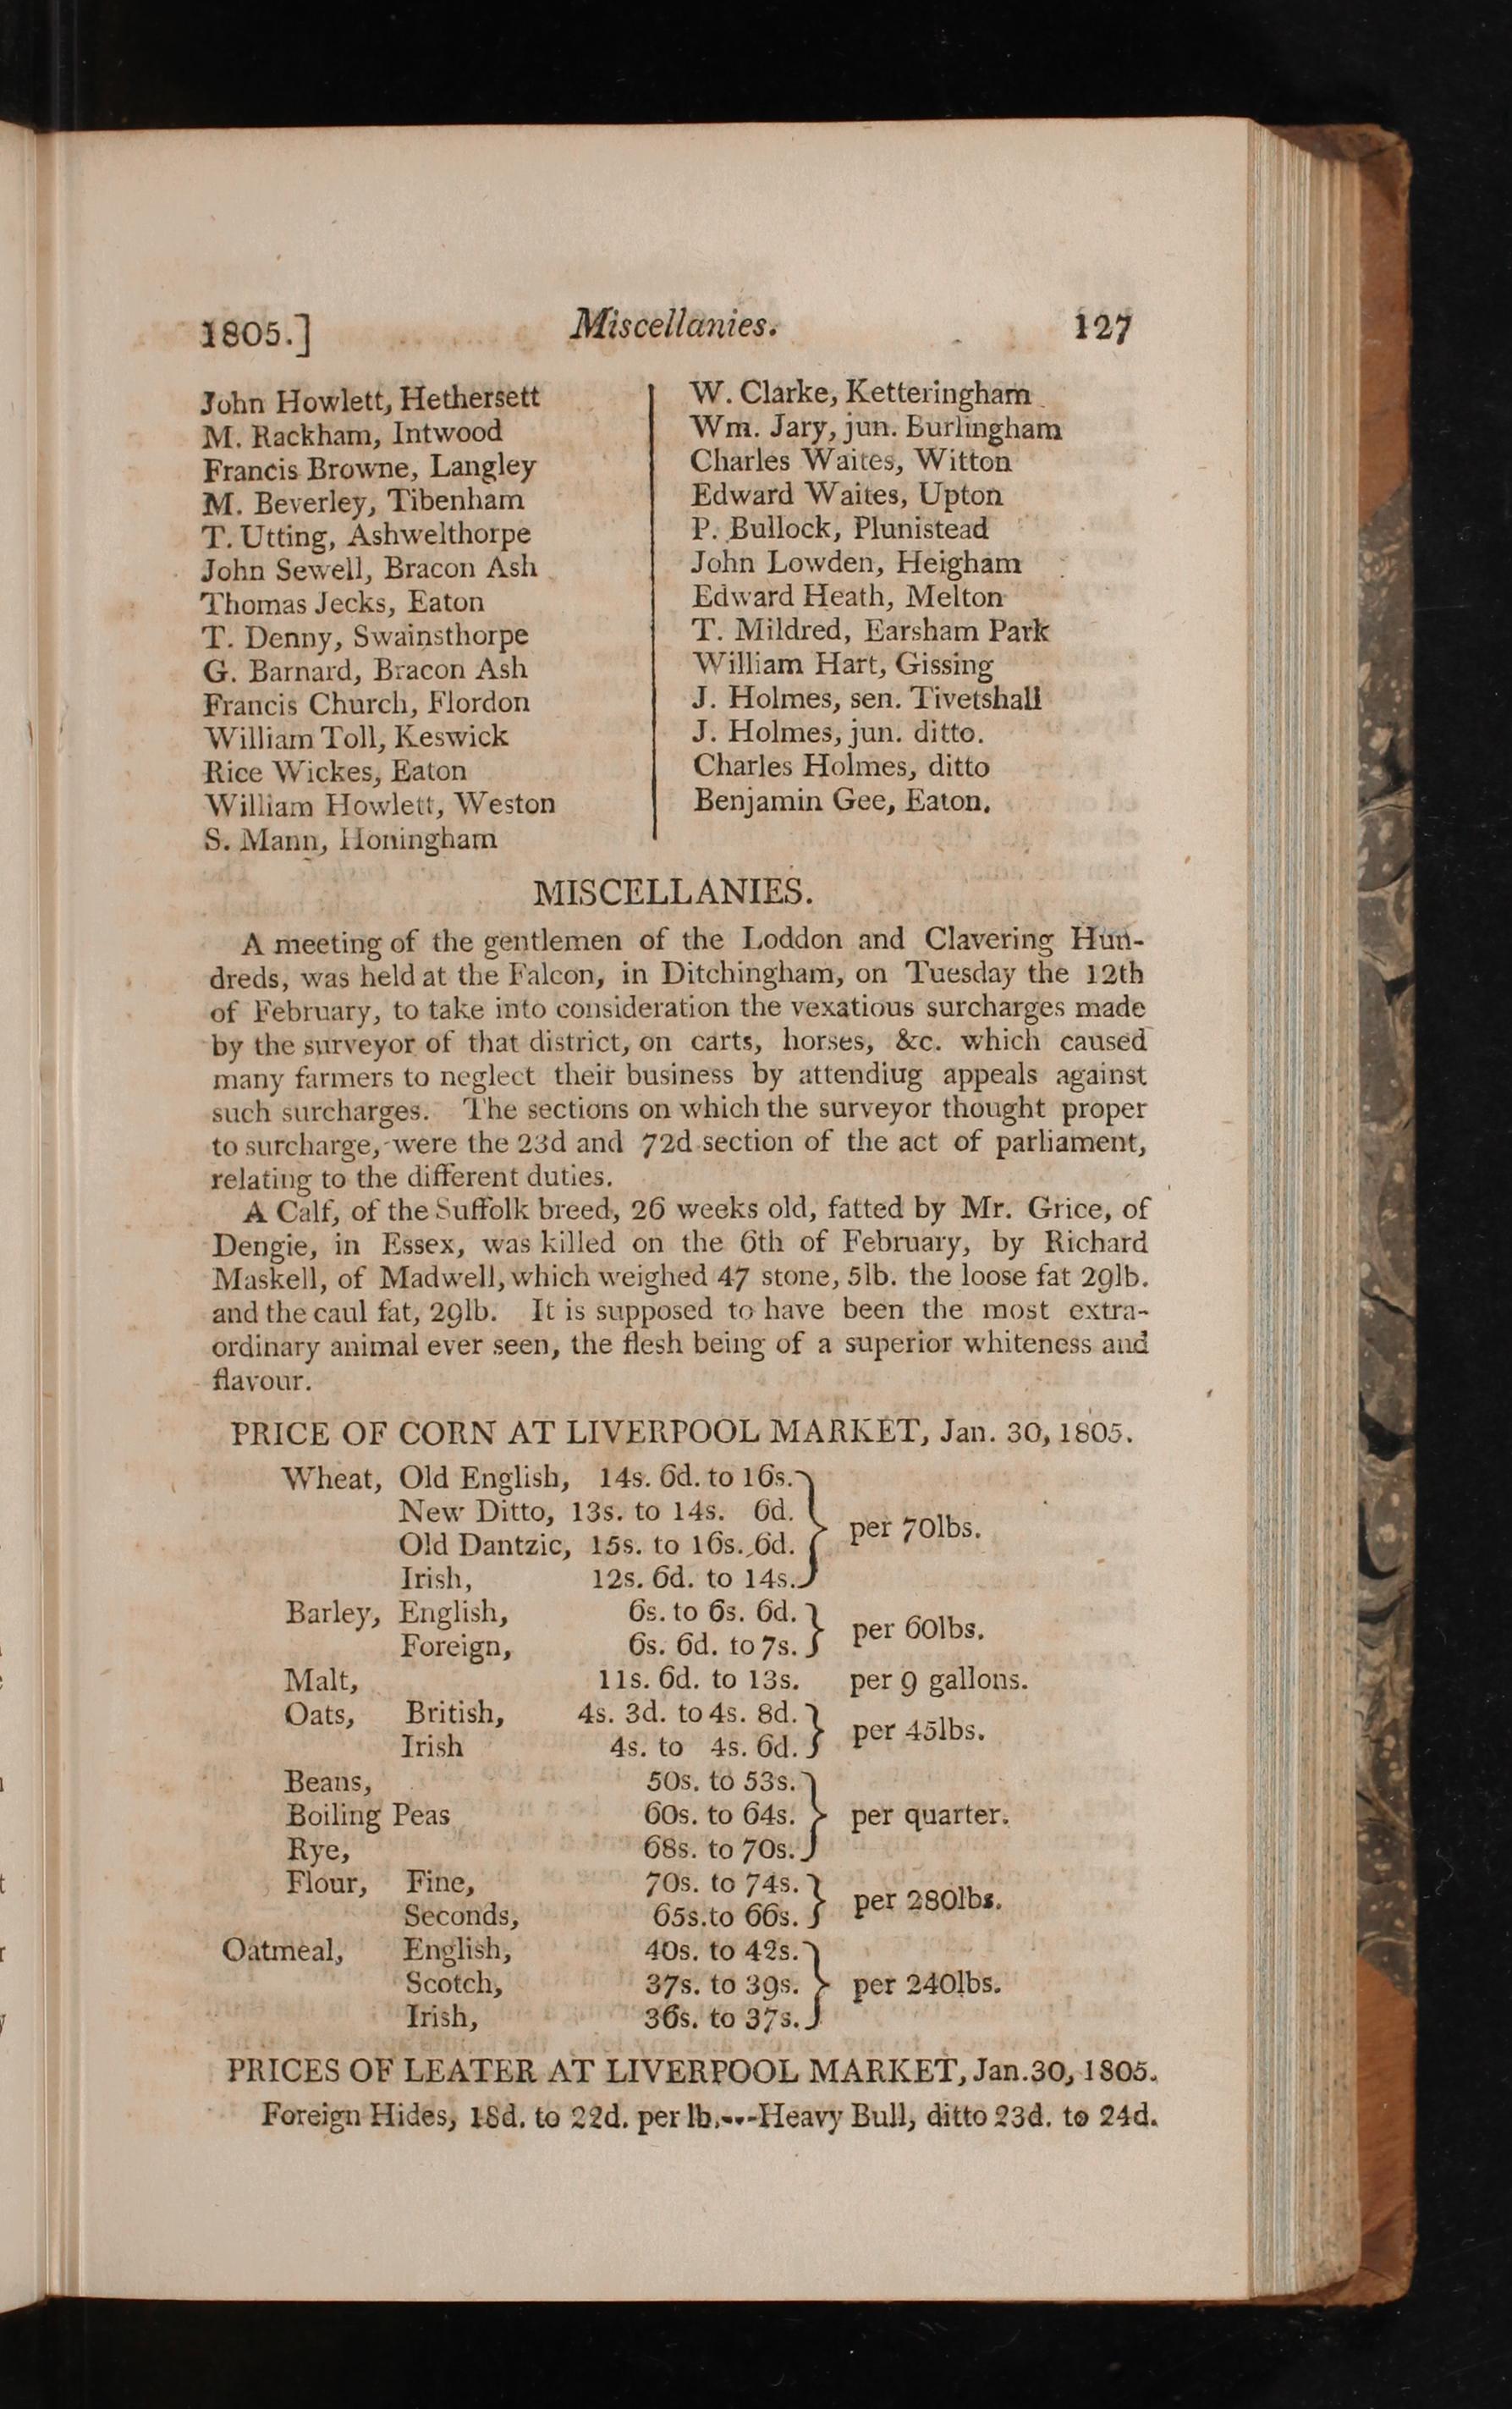 1805.] Miscellanies. 127
John Howlett, Hethersett
M. Rackham, Intwood
Francis Browne, Langley
M. Beverley, Tibenham
T. Utting, Ashwelthorpe
John Sewell, Bracon Ash
Thomas Jecks, Eaton
T. Denny, Swainsthorpe
G. Barnard, Bracon Ash
Francis Church, Flordon
William Toll, Keswick
Rice Wickes, Eaton
William Howlett, Weston
S. Mann, Honingham
W. Clarke, Ketteringham
Wm. Jary, jun. Burlingham
Charles Waites, Witton
Edward Waites, Upton
P. Bullock, Plunistead
John Lowden, Heigham
Edward Heath, Melton
T. Mildred, Earsham Park
William Hart, Gissing
J. Holmes, sen. Tivetshall
J. Holmes, jun. ditto.
Charles Holmes, ditto
Benjamin Gee, Eaton,
MISCELLANIES.
A meeting of the gentlemen of the Loddon and Clavering Hun-
dreds, was held at the Falcon, in Ditchingham, on Tuesday the 12th
of February, to take into consideration the vexatious surcharges made
by the surveyor of that district, on carts, horses, &c. which caused
many farmers to neglect their business by attendiug appeals against
such surcharges. The sections on which the surveyor thought proper
to surcharge, were the 23d and 72d section of the act of parliament,
relating to the different duties.
A Calf, of the Suffolk breed, 26 weeks old, fatted by Mr. Grice, of
Dengie, in Essex, was killed on the 6th of February, by Richard
Maskell, of Madwell, which weighed 47 stone, 5lb. the loose fat 29lb.
and the caul fat, 29lb. It is supposed to have been the most extra-
ordinary animal ever seen, the flesh being of a superior whiteness and
flavour.
PRICE OF CORN AT LIVERPOOL MARKET, Jan. 30, 1805.
Wheat, Old English, 14s. 6d. to 16s.
New Ditto, 13s. to 14s. 6d.
Old Dantzic, 15s. to 16s. 6d. per 70lbs.
Irish, 12s. 6d. to 14s.
Barley, English, 6s. to 6s. 6d.
Foreign, 6s. 6d. to 7s. per 60lbs.
Malt, 11s. 6d. to 13s. per 9 gallons.
Oats, British, 4s. 3d. to 4s. 8d.
Irish 4s. to 4s. 6d. per 45lbs.
Beans, 50s. to 53s.
Boiling Peas 60s. to 64s. per quarter.
Rye, 68s. to 70s.
Flour, Fine, 70s. to 74s.
Seconds, 65s.to 66s. per 280lbs.
Oatmeal, English, 40s. to 42s.
Scotch, 37s. to 39s. per 240lbs.
Irish, 36s. to 37s.
PRICES OF LEATER AT LIVERPOOL MARKET, Jan.30, 1805.
Foreign Hides, 18d. to 22d. per lb,---Heavy Bull, ditto 23d. to 24d.